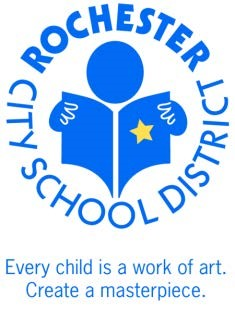 ROCHESTER
CITY SCHOOL DISTRICT
Every child is a work of art.
Create a masterpiece.